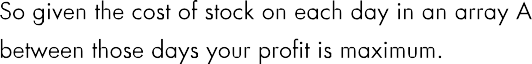 So given the cost of stock on each day in an array A
between those days your profit is maximum.